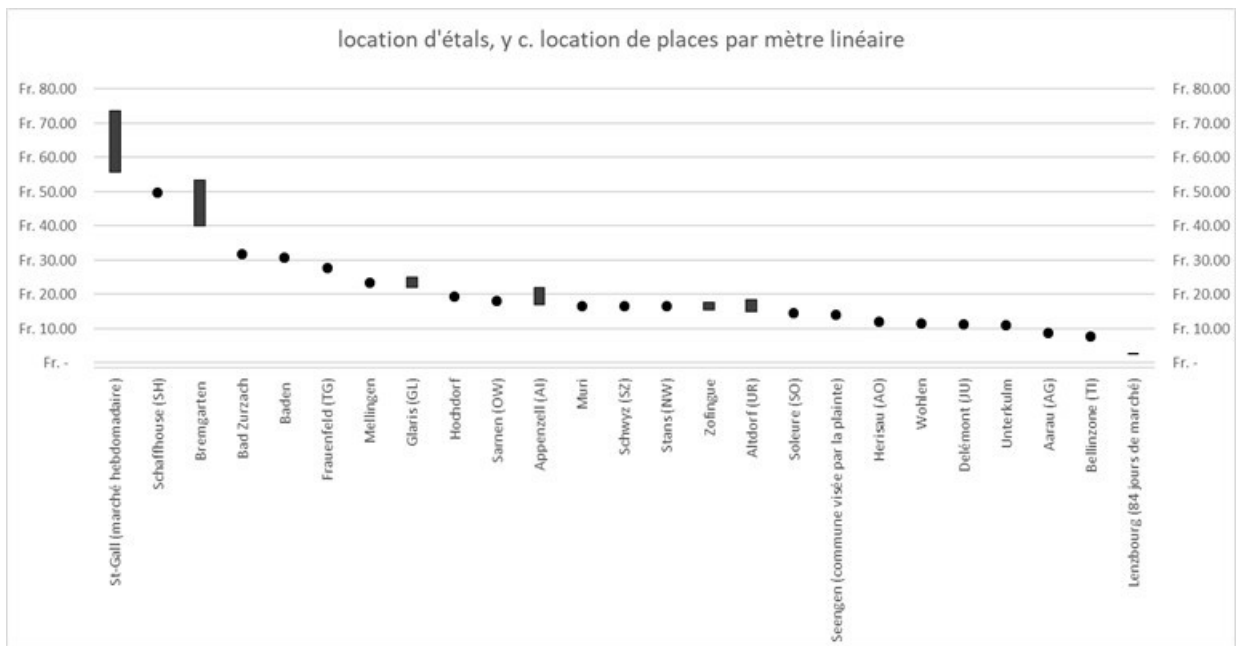 location d'étals, y c. location de places par mètre linéaire
Fr. 80.00
Fr. 70.00
Fr. 60.00
Fr. 50.00
Fr. 40.00
Fr. 30.00
Fr. 20.00
Fr. 10.00
Fr. -
Fr. 80.00
Fr. 70.00
Fr. 60.00
Fr. 50.00
Fr. 40.00
Fr. 30.00
Fr. 20.00
Fr. 10.00
Fr. -
St-Gall (marché hebdomadaire)
Schaffhouse (SH)
Bremgarten
Bad Zurzach
Baden
Frauenfeld (TG)
Mellingen
Glaris (GL)
Hochdorf
Sarnen (OW)
Appenzell (AI)
Muri
Schwyz (SZ)
Stans (NW)
Zofingue
Altdorf (UR)
Soleure (SO)
Seengen (commune visée par la plainte)
Herisau (AO)
Wohlen
Delémont (JU)
Unterkulm
Aarau (AG)
Bellinzone (TI)
Lenzbourg (84 jours de marché)